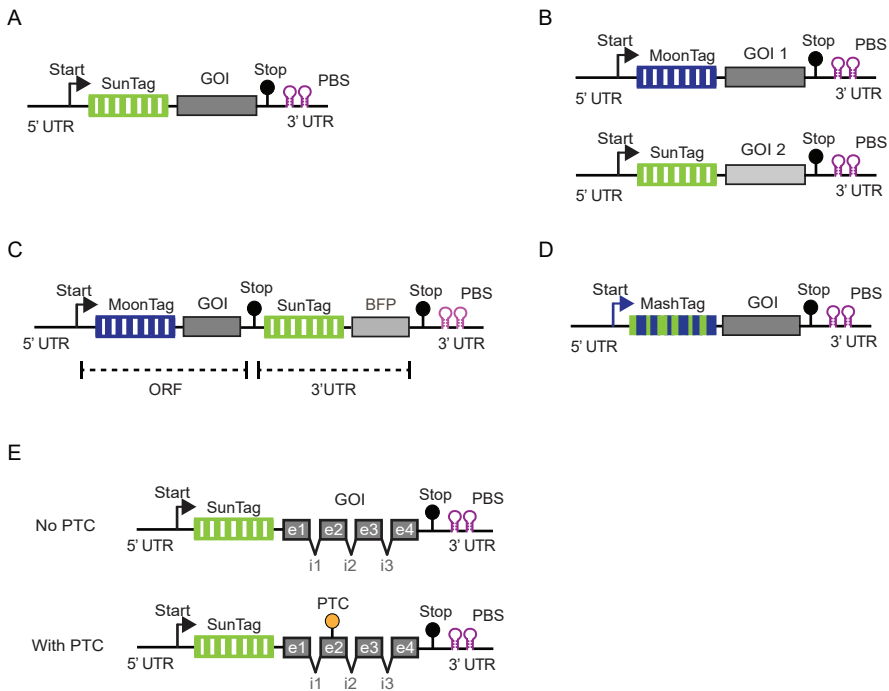 A
Start
SunTag
GOI
Stop
PBS
5' UTR
3' UTR
B
Start
MoonTag
GOI 1
Stop
PBS
5' UTR
3' UTR
Start
SunTag
GOI 2
Stop
PBS
5' UTR
3' UTR
C
Start
MoonTag
GOI
Stop
SunTag
BFP
Stop
PBS
5' UTR
3' UTR
ORF
3'UTR
D
Start
MashTag
GOI
Stop
PBS
5' UTR
3' UTR
E
No PTC
Start
SunTag
GOI
Stop
PBS
e1 e2 e3 e4
5' UTR
3' UTR
i1 i2 i3
With PTC
Start
SunTag
PTC
Stop
PBS
e1 e2 e3 e4
5' UTR
3' UTR
i1 i2 i3